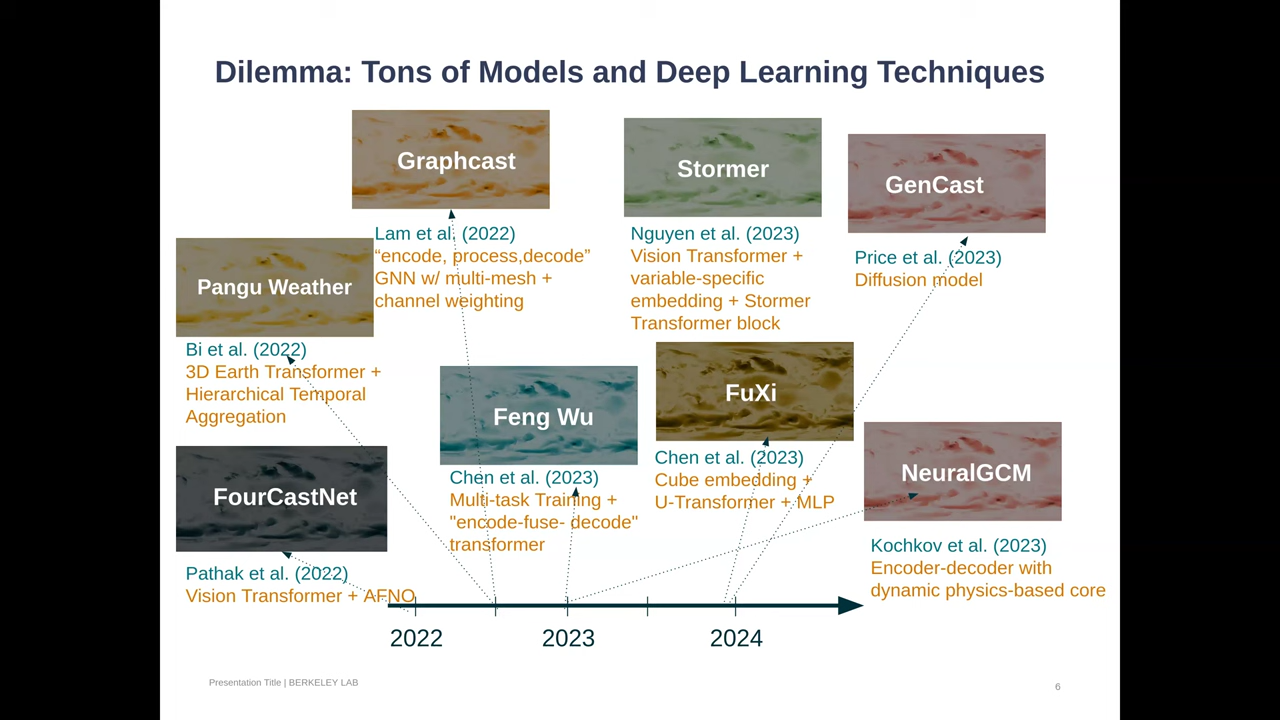 Dilemma: Tons of Models and Deep Learning Techniques
Graphcast
Lam et al. (2022)
“encode, process,decode”
GNN w/ multi-mesh +
channel weighting
Stormer
Nguyen et al. (2023)
Vision Transformer +
variable-specific
embedding + Stormer
Transformer block
GenCast
Price et al. (2023)
Diffusion model
Pangu Weather
Bi et al. (2022)
3D Earth Transformer +
Hierarchical Temporal
Aggregation
Feng Wu
Chen et al. (2023)
Multi-task Training +
"encode-fuse- decode"
transformer
FuXi
Chen et al. (2023)
Cube embedding +
U-Transformer + MLP
FourCastNet
Pathak et al. (2022)
Vision Transformer + AFNO
NeuralGCM
Kochkov et al. (2023)
Encoder-decoder with
dynamic physics-based core
2022
2023
2024
Presentation Title | BERKELEY LAB
6